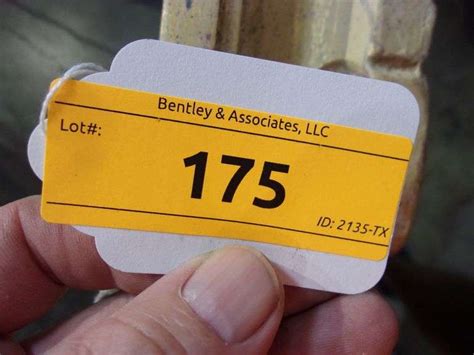 Bentley & Associates, LLC
Lot#:
175
ID: 2135-TX